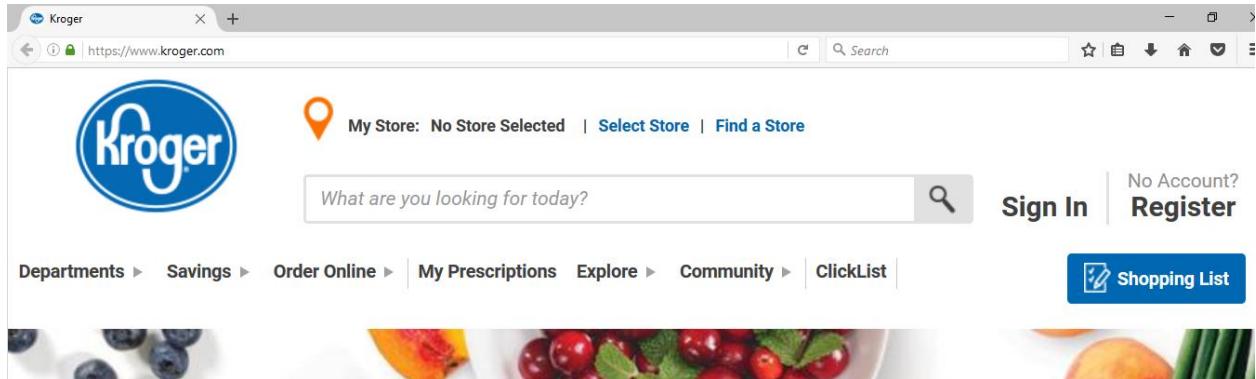 Kroger
https://www.kroger.com
Search
Kroger
My Store: No Store Selected | Select Store | Find a Store
What are you looking for today?
Sign In
No Account?
Register
Departments Savings Order Online My Prescriptions Explore Community ClickList
Shopping List